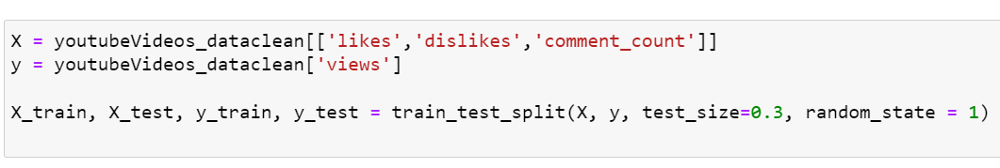 X = youtubeVideos_dataclean[['likes','dislikes','comment_count']]
y = youtubeVideos_dataclean['views']
X_train, X_test, y_train, y_test = train_test_split(X, y, test_size=0.3, random_state = 1)